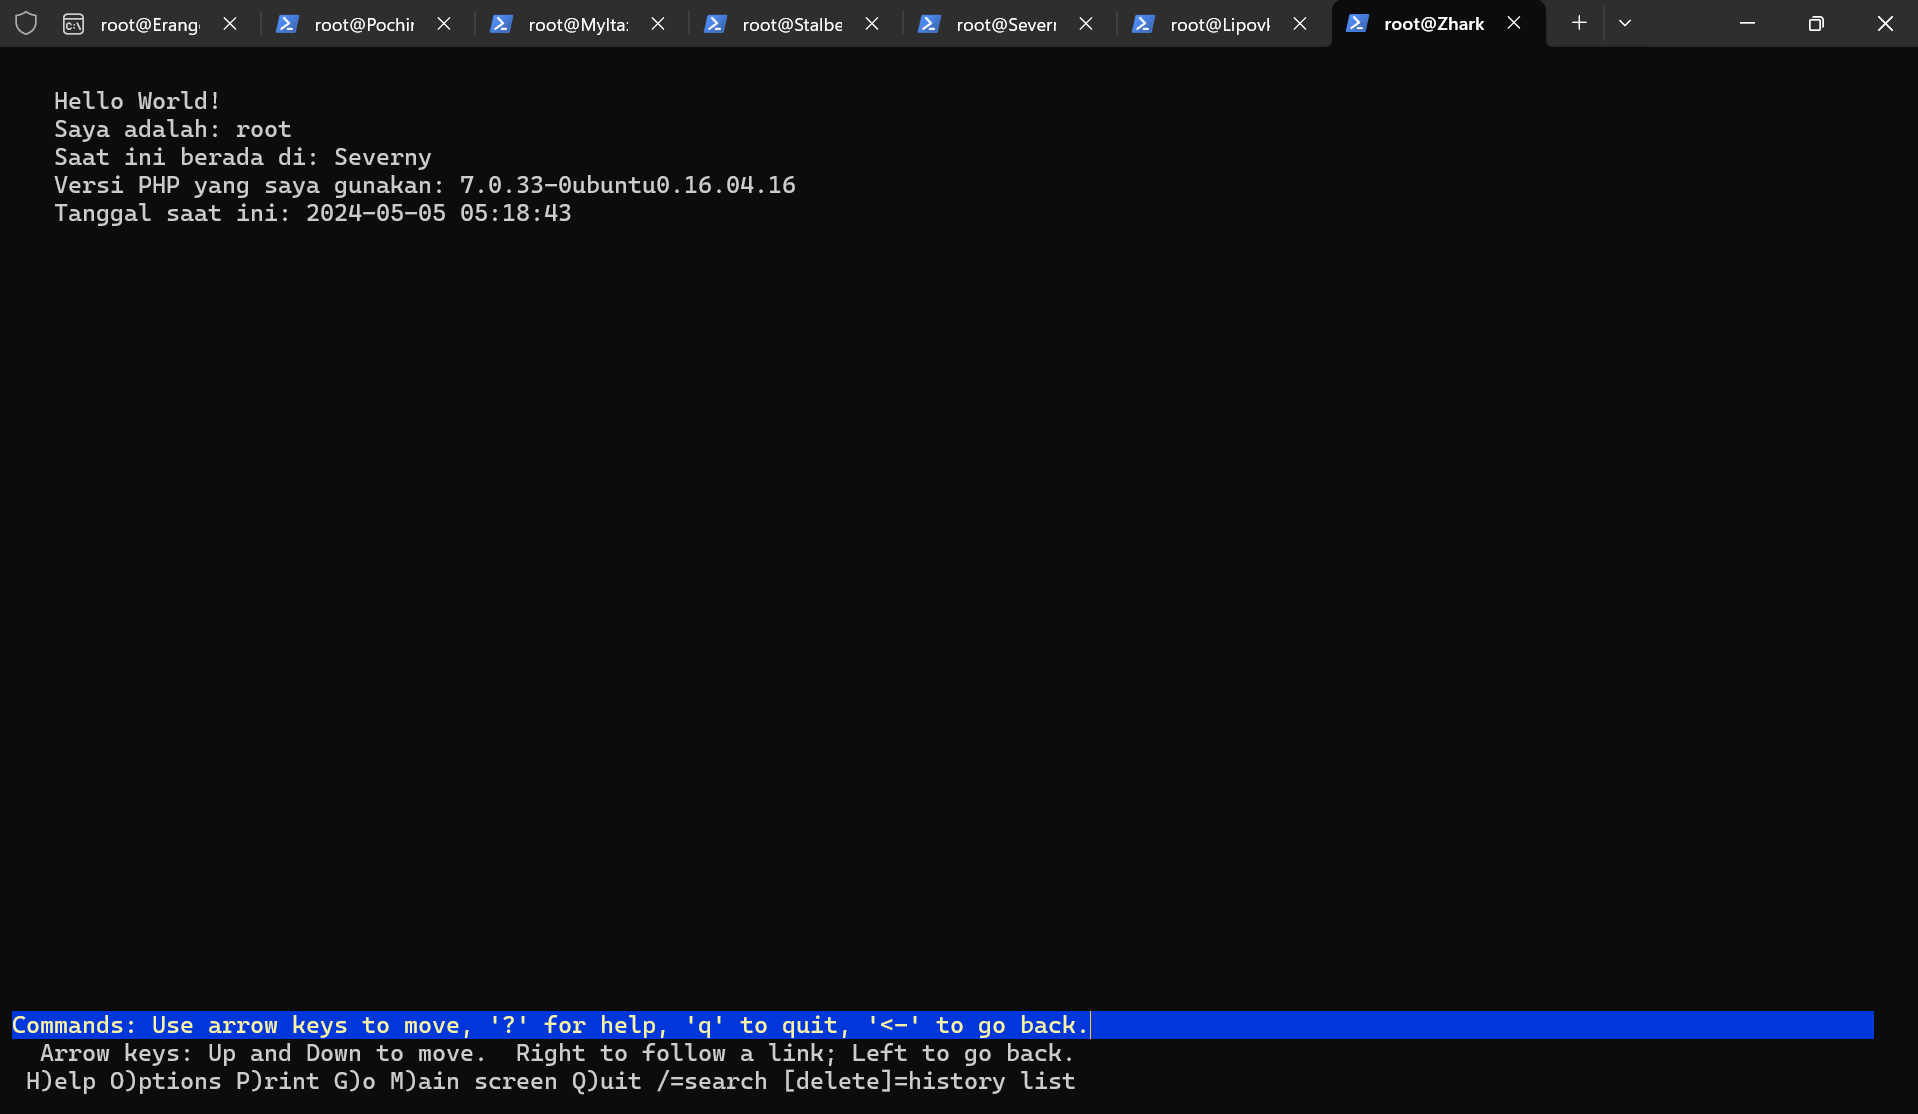 root@Erang
root@Pochin
root@Mylta
root@Stalbe
root@Severn
root@Lipovk
root@Zhark
Hello World!
Saya adalah: root
Saat ini berada di: Severny
Versi PHP yang saya gunakan: 7.0.33-0ubuntu0.16.04.16
Tanggal saat ini: 2024-05-05 05:18:43
Commands: Use arrow keys to move, '?' for help, 'q' to quit, '<-' to go back.
Arrow keys: Up and Down to move.  Right to follow a link; Left to go back.
H)elp O)ptions P)rint G)o M)ain screen Q)uit /=search [delete]=history list